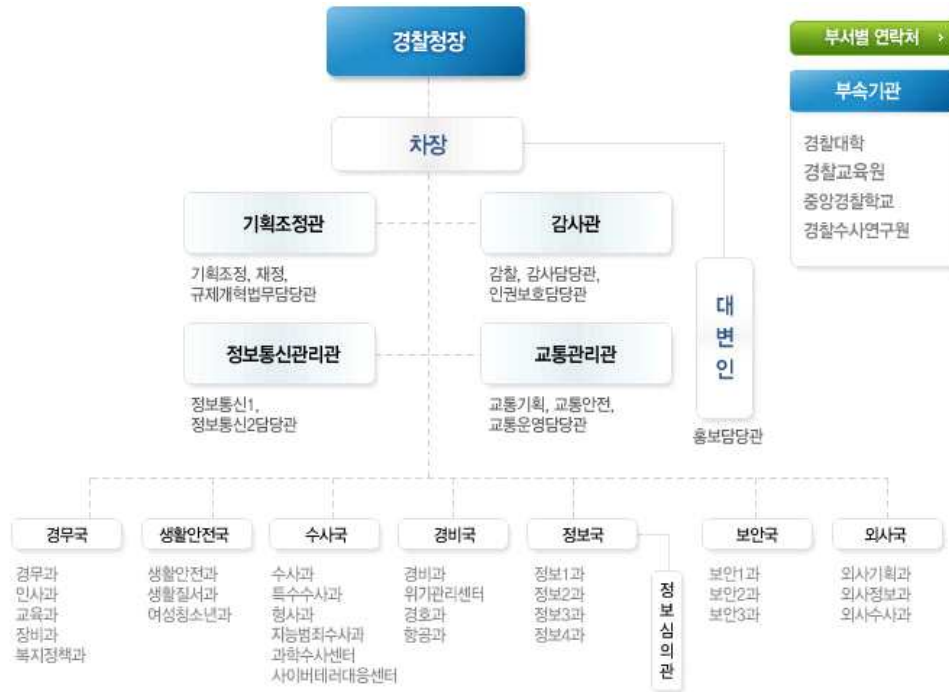 경찰청장
부서별 연락처 ›
부속기관
경찰대학
경찰교육원
중앙경찰학교
경찰수사연구원
차장
기획조정관
기획조정, 재정,
규제개혁법무담당관
감사관
감찰, 감사담당관,
인권보호담당관
정보통신관리관
정보통신1,
정보통신2담당관
교통관리관
교통기획, 교통안전,
교통운영담당관
대
변
인
홍보담당관
경무국
경무과
인사과
교육과
장비과
복지정책과
생활안전국
생활안전과
생활질서과
여성청소년과
수사국
수사과
특수수사과
형사과
지능범죄수사과
과학수사센터
사이버테러대응센터
경비국
경비과
위기관리센터
경호과
항공과
정보국
정보1과
정보2과
정보3과
정보4과
정
보
심
의
관
보안국
보안1과
보안2과
보안3과
외사국
외사기획과
외사정보과
외사수사과